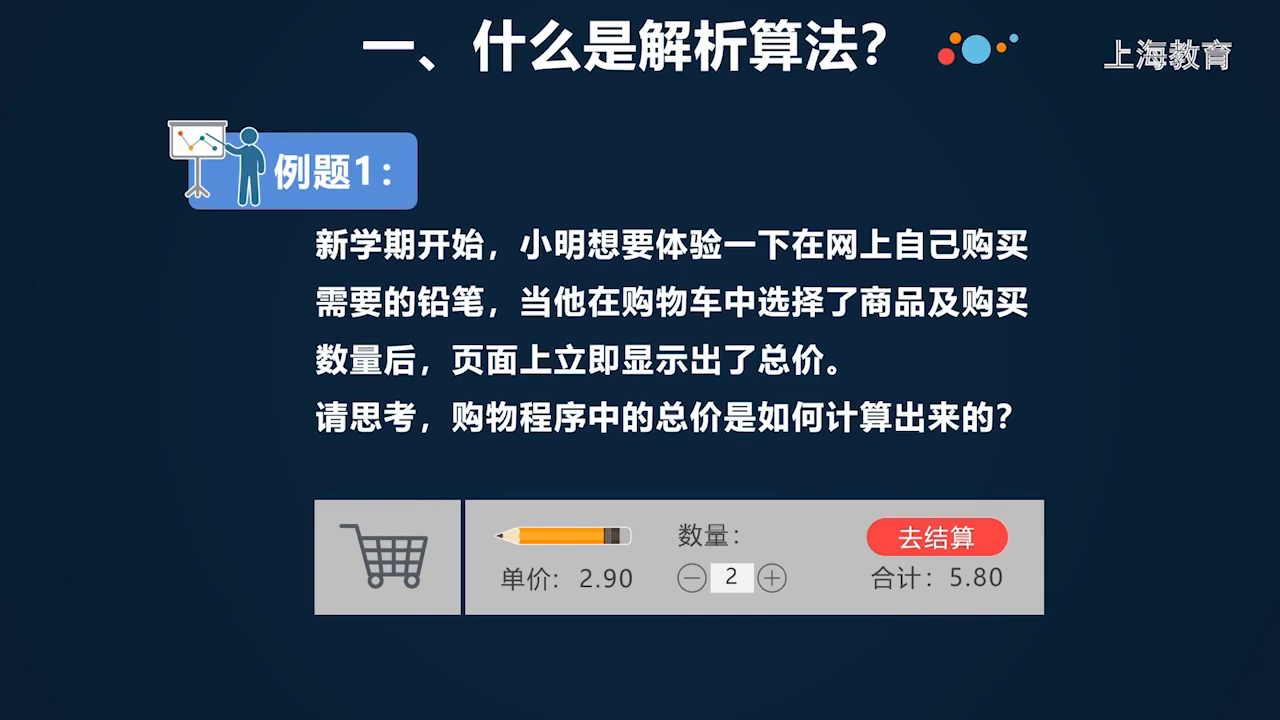 一、什么是解析算法？
上海教育
例题1：
新学期开始，小明想要体验一下在网上自己购买
需要的铅笔，当他在购物车中选择了商品及购买
数量后，页面上立即显示出了总价。
请思考，购物程序中的总价是如何计算出来的？
数量：
去结算
单价：2.90
2
合计：5.80